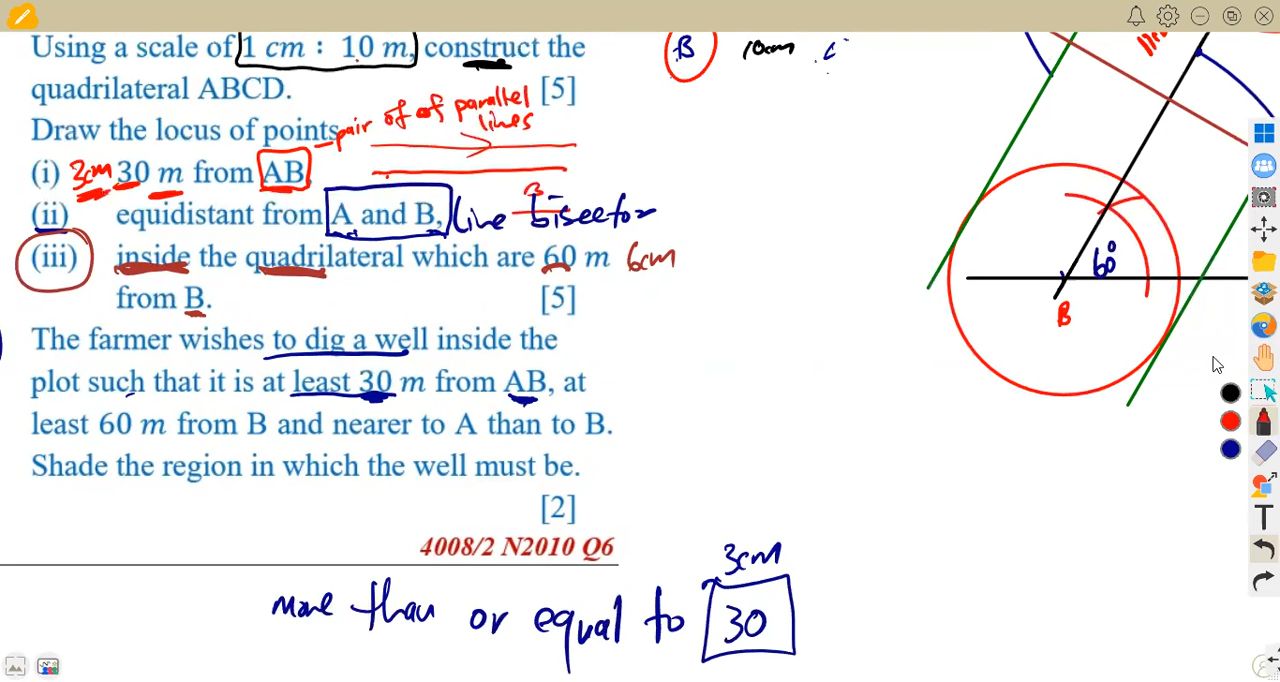 Using a scale of 1 cm : 10 m, construct the
quadrilateral ABCD. [5]
Draw the locus of points
pair of of parallel
lines
(i) 3cm 30 m from AB
(ii) equidistant from A and B, line bisector
B
(iii) inside the quadrilateral which are 60 m 6cm
from B. [5]
The farmer wishes to dig a well inside the
plot such that it is at least 30 m from AB, at
least 60 m from B and nearer to A than to B.
Shade the region in which the well must be.
[2]
4008/2 N2010 Q6
more than or equal to 30
3cm
B 10cm
60°
B
T